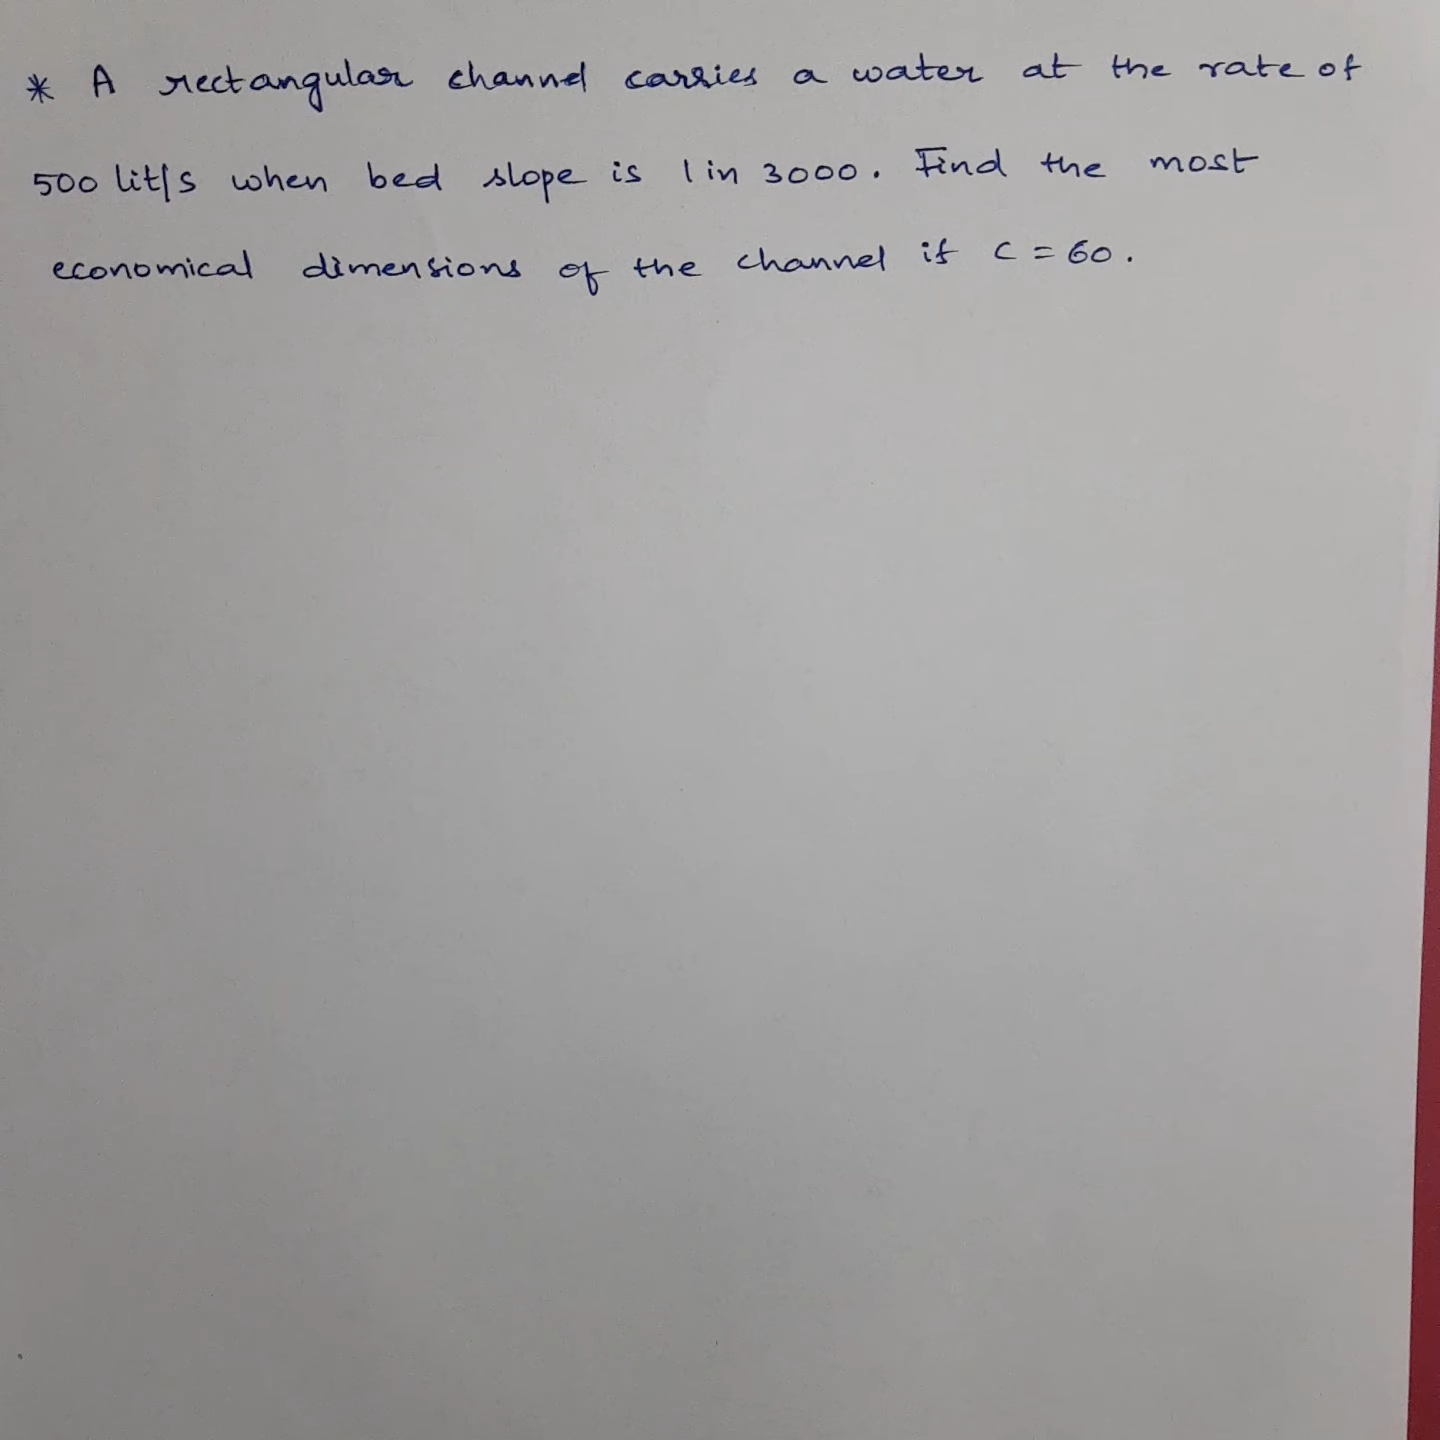 * A rectangular channel carries a water at the rate of
500 lit/s when bed slope is 1 in 3000. Find the most
economical dimensions of the channel if C = 60.